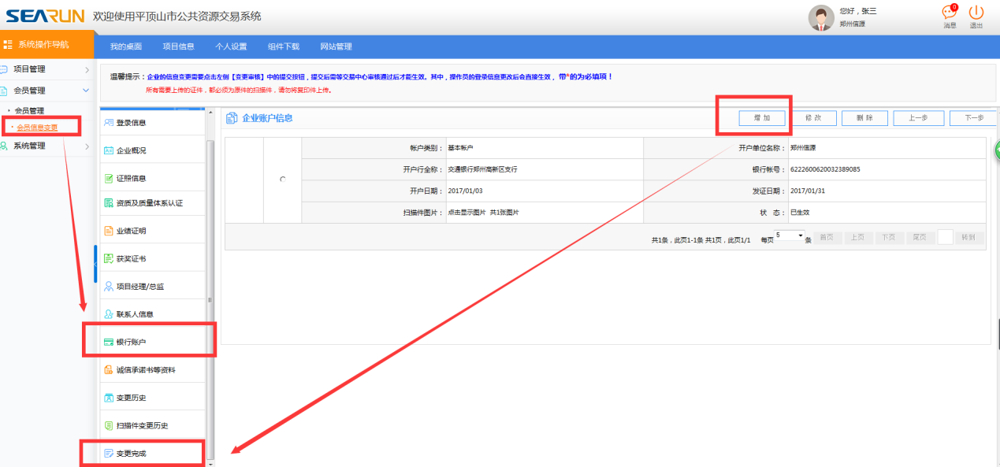 SEARUN 欢迎使用平顶山市公共资源交易系统
您好，张三
郑州信源
0
消息 退出
系统操作导航
我的桌面 项目信息 个人设置 组件下载 网站管理
项目管理
会员管理
会员管理
会员信息变更
系统管理
温馨提示：企业的信息变更需要点击左侧【变更审核】中的提交按钮，提交后需等交易中心审核通过后才能生效。其中，操作员的登录信息更改后会直接生效， 带*的为必填项！
所有需要上传的证件，都必须为原件的扫描件，请勿将复印件上传。
登录信息
企业概况
证照信息
资质及质量体系认证
业绩证明
获奖证书
项目经理/总监
联系人信息
银行账户
诚信承诺书等资料
变更历史
扫描件变更历史
变更完成
企业账户信息
增 加 修 改 删 除 上一步 下一步
帐户类别： 基本帐户 开户单位名称： 郑州信源
开户行全称： 交通银行郑州高新区支行 银行帐号： 6222600620032389085
开户日期： 2017/01/03 发证日期： 2017/01/31
扫描件图片： 点击显示图片 共1张图片 状 态： 已生效
共1条，此页1-1条 共1页，此页1/1 每页 5 条 首页 上页 下页 尾页 转到